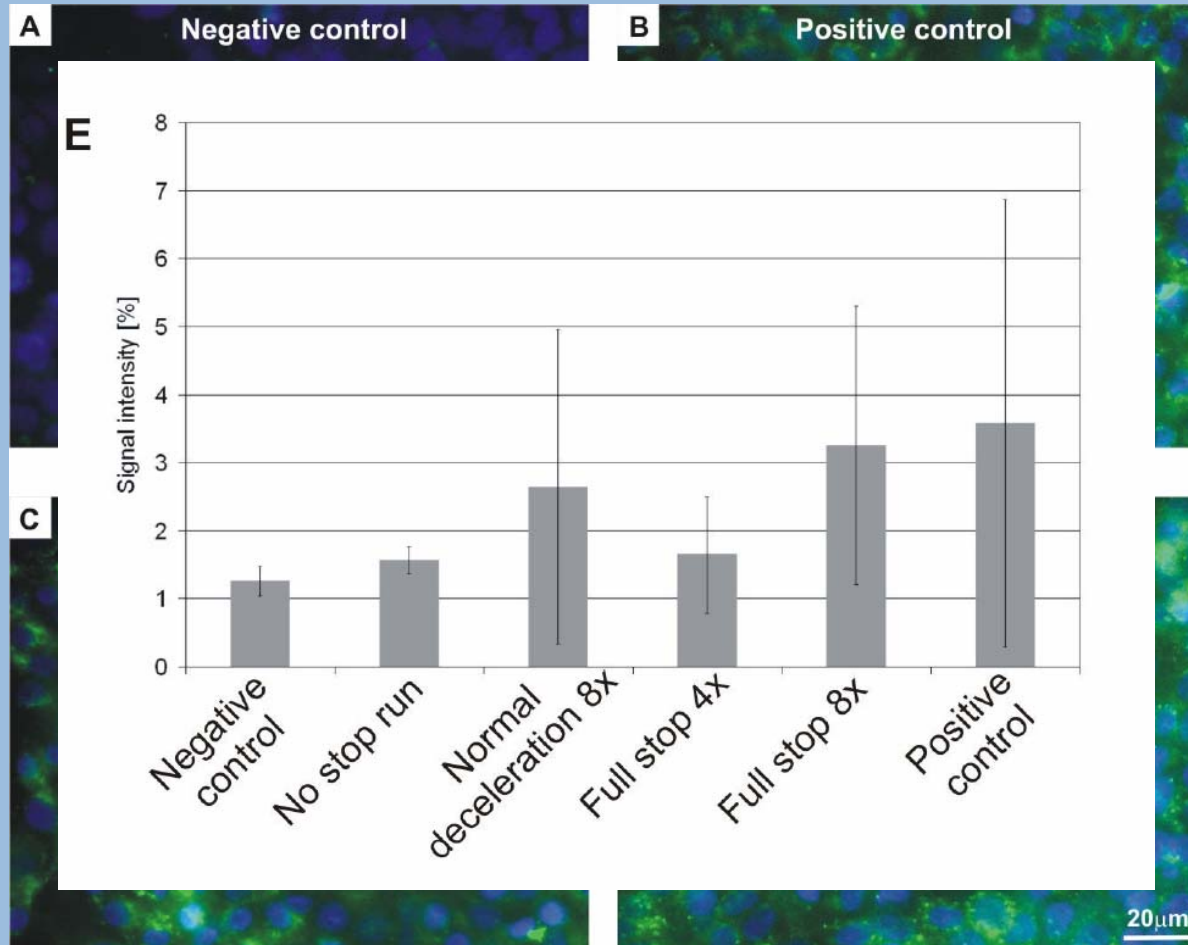 A
Negative control
B
Positive control
E
8
7
6
5
4
3
2
1
0
Signal intensity [%]
Negative
control
No stop run
Normal
deceleration 8x
Full stop 4x
Full stop 8x
Positive
control
C
20µm